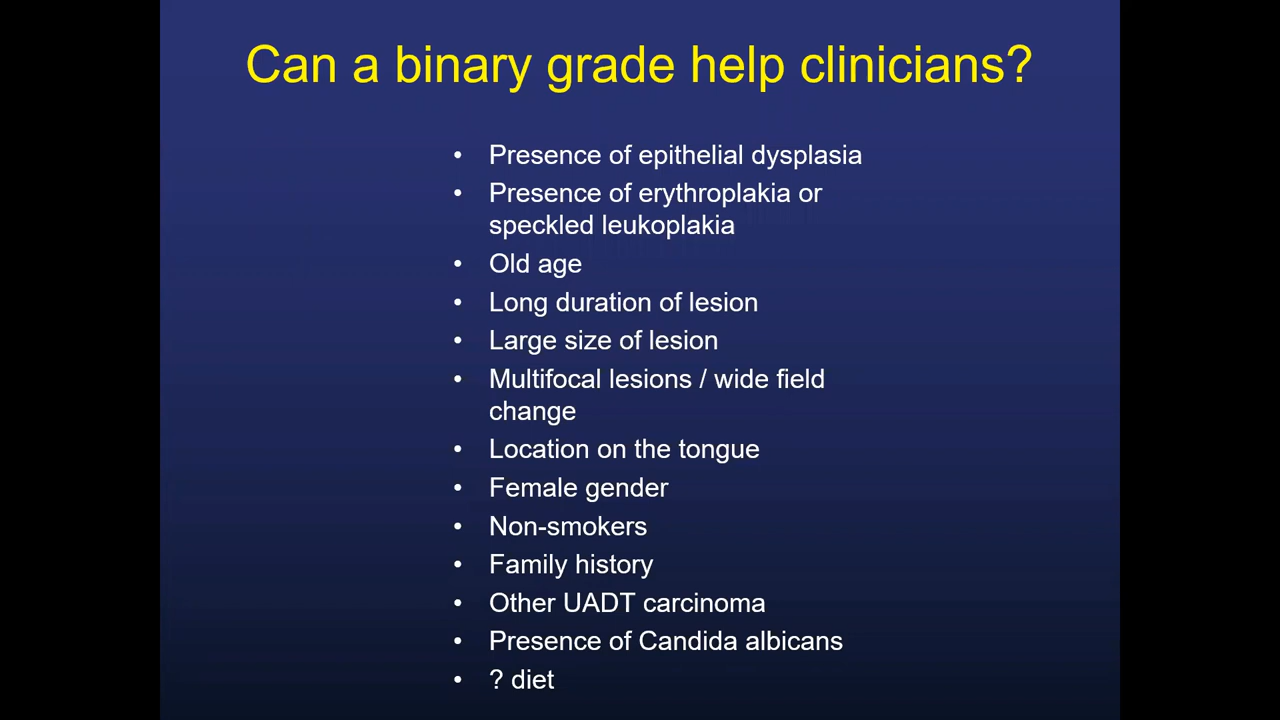 Can a binary grade help clinicians?
• Presence of epithelial dysplasia
• Presence of erythroplakia or
speckled leukoplakia
• Old age
• Long duration of lesion
• Large size of lesion
• Multifocal lesions / wide field
change
• Location on the tongue
• Female gender
• Non-smokers
• Family history
• Other UADT carcinoma
• Presence of Candida albicans
• ? diet